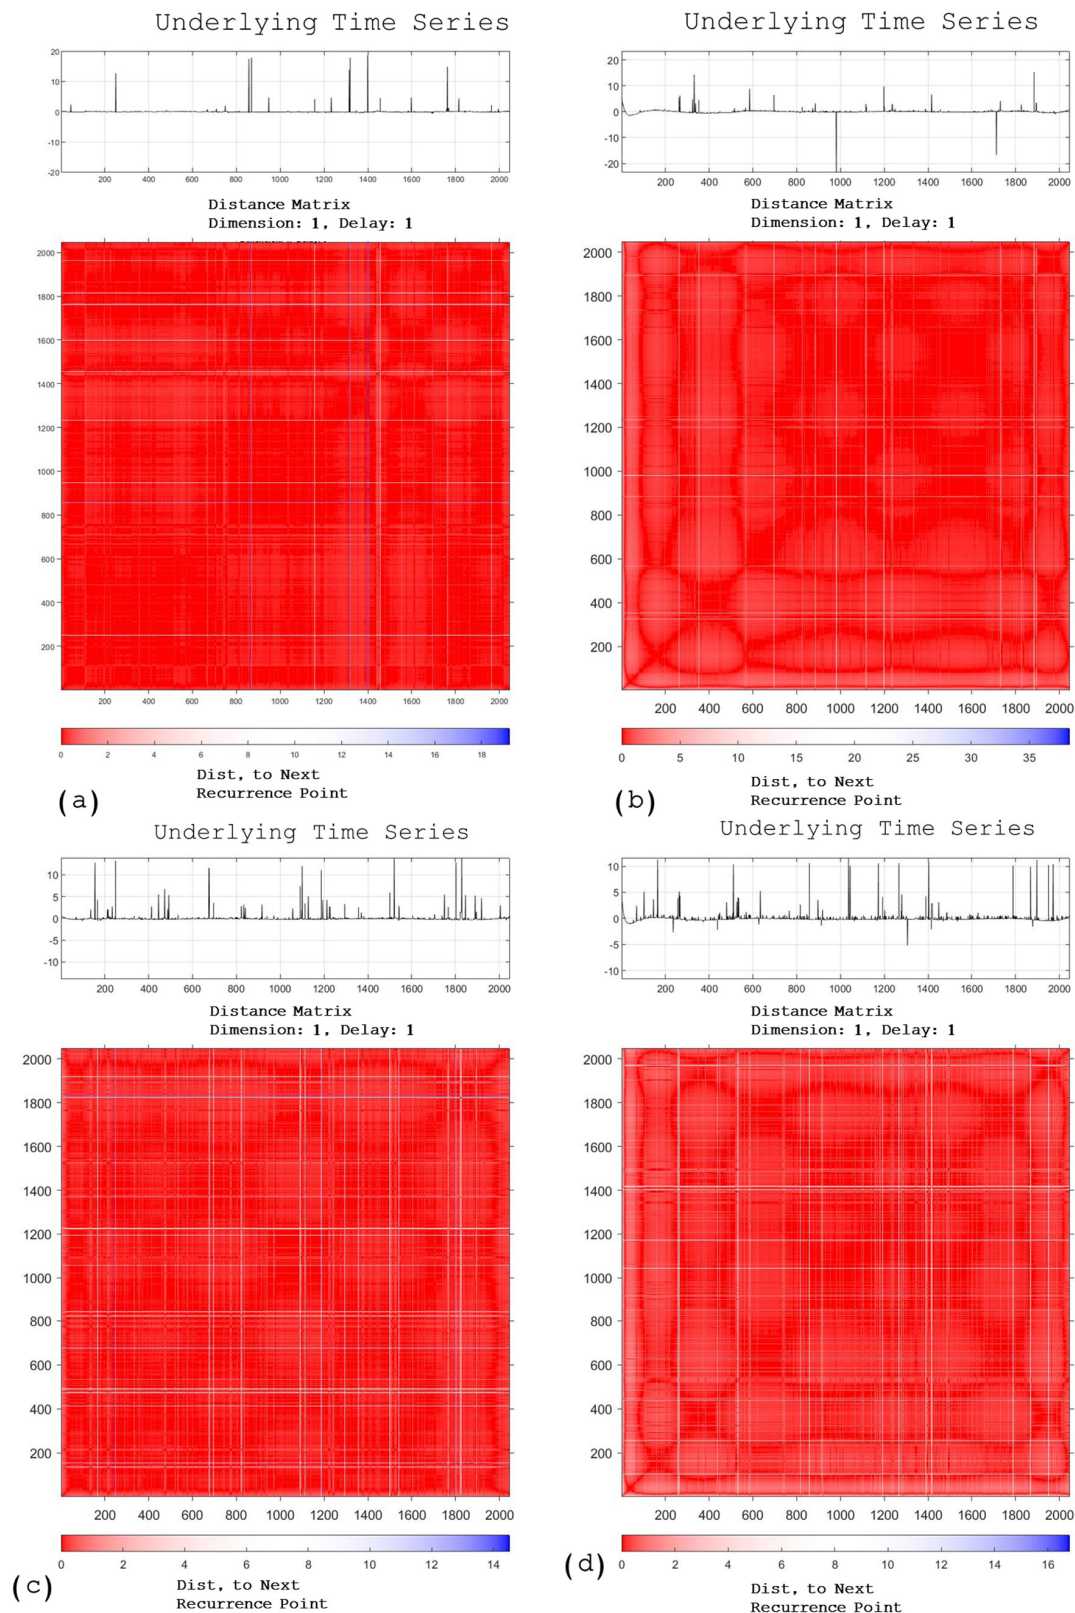 Underlying Time Series
20
10
0
-10
-20
200 400 600 800 1000 1200 1400 1600 1800 2000
Distance Matrix
Dimension: 1, Delay: 1
2000
1800
1600
1400
1200
1000
800
600
400
200
200 400 600 800 1000 1200 1400 1600 1800 2000
0 2 4 6 8 10 12 14 16 18
Dist, to Next
Recurrence Point
(a)
Underlying Time Series
20
10
0
-10
-20
200 400 600 800 1000 1200 1400 1600 1800 2000
Distance Matrix
Dimension: 1, Delay: 1
2000
1800
1600
1400
1200
1000
800
600
400
200
200 400 600 800 1000 1200 1400 1600 1800 2000
0 5 10 15 20 25 30 35
Dist, to Next
Recurrence Point
(b)
Underlying Time Series
10
5
0
-5
-10
200 400 600 800 1000 1200 1400 1600 1800 2000
Distance Matrix
Dimension: 1, Delay: 1
2000
1800
1600
1400
1200
1000
800
600
400
200
200 400 600 800 1000 1200 1400 1600 1800 2000
0 2 4 6 8 10 12 14
Dist, to Next
Recurrence Point
(c)
Underlying Time Series
10
5
0
-5
-10
200 400 600 800 1000 1200 1400 1600 1800 2000
Distance Matrix
Dimension: 1, Delay: 1
2000
1800
1600
1400
1200
1000
800
600
400
200
200 400 600 800 1000 1200 1400 1600 1800 2000
0 2 4 6 8 10 12 14 16
Dist, to Next
Recurrence Point
(d)